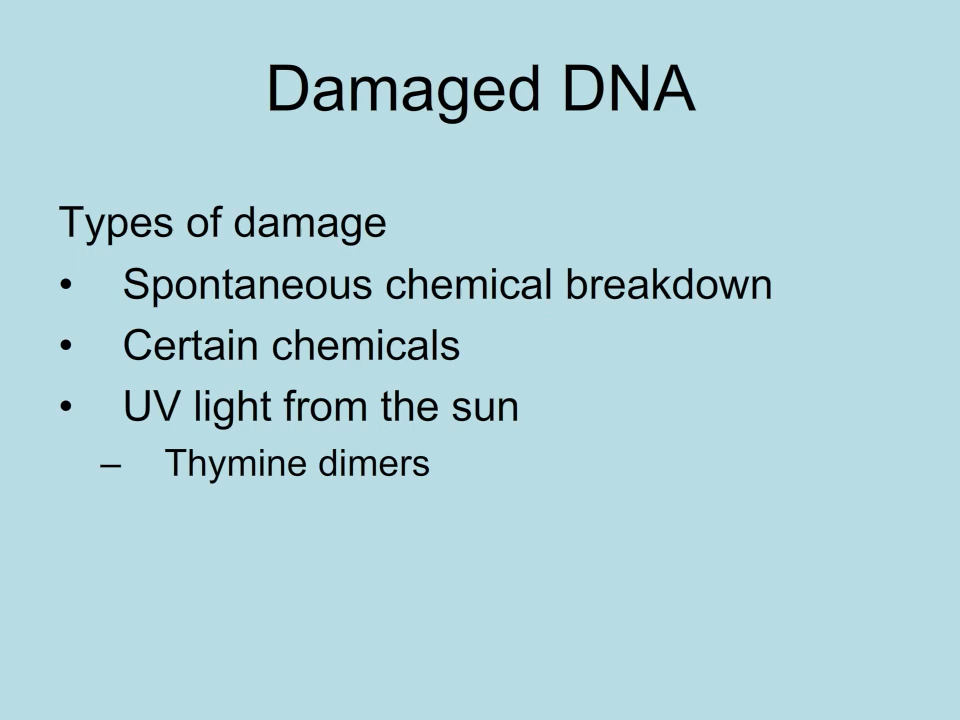 Damaged DNA
Types of damage
• Spontaneous chemical breakdown
• Certain chemicals
• UV light from the sun
– Thymine dimers